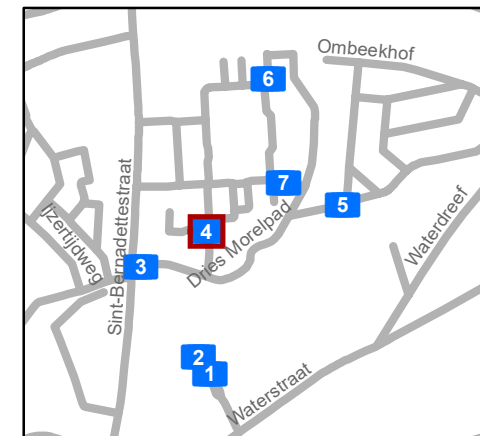 Ombeekhof
6
7
5
4
Dries Morelpad
Waterdreef
IJzertijdweg
Sint-Bernadettestraat
3
2
1
Waterstraat